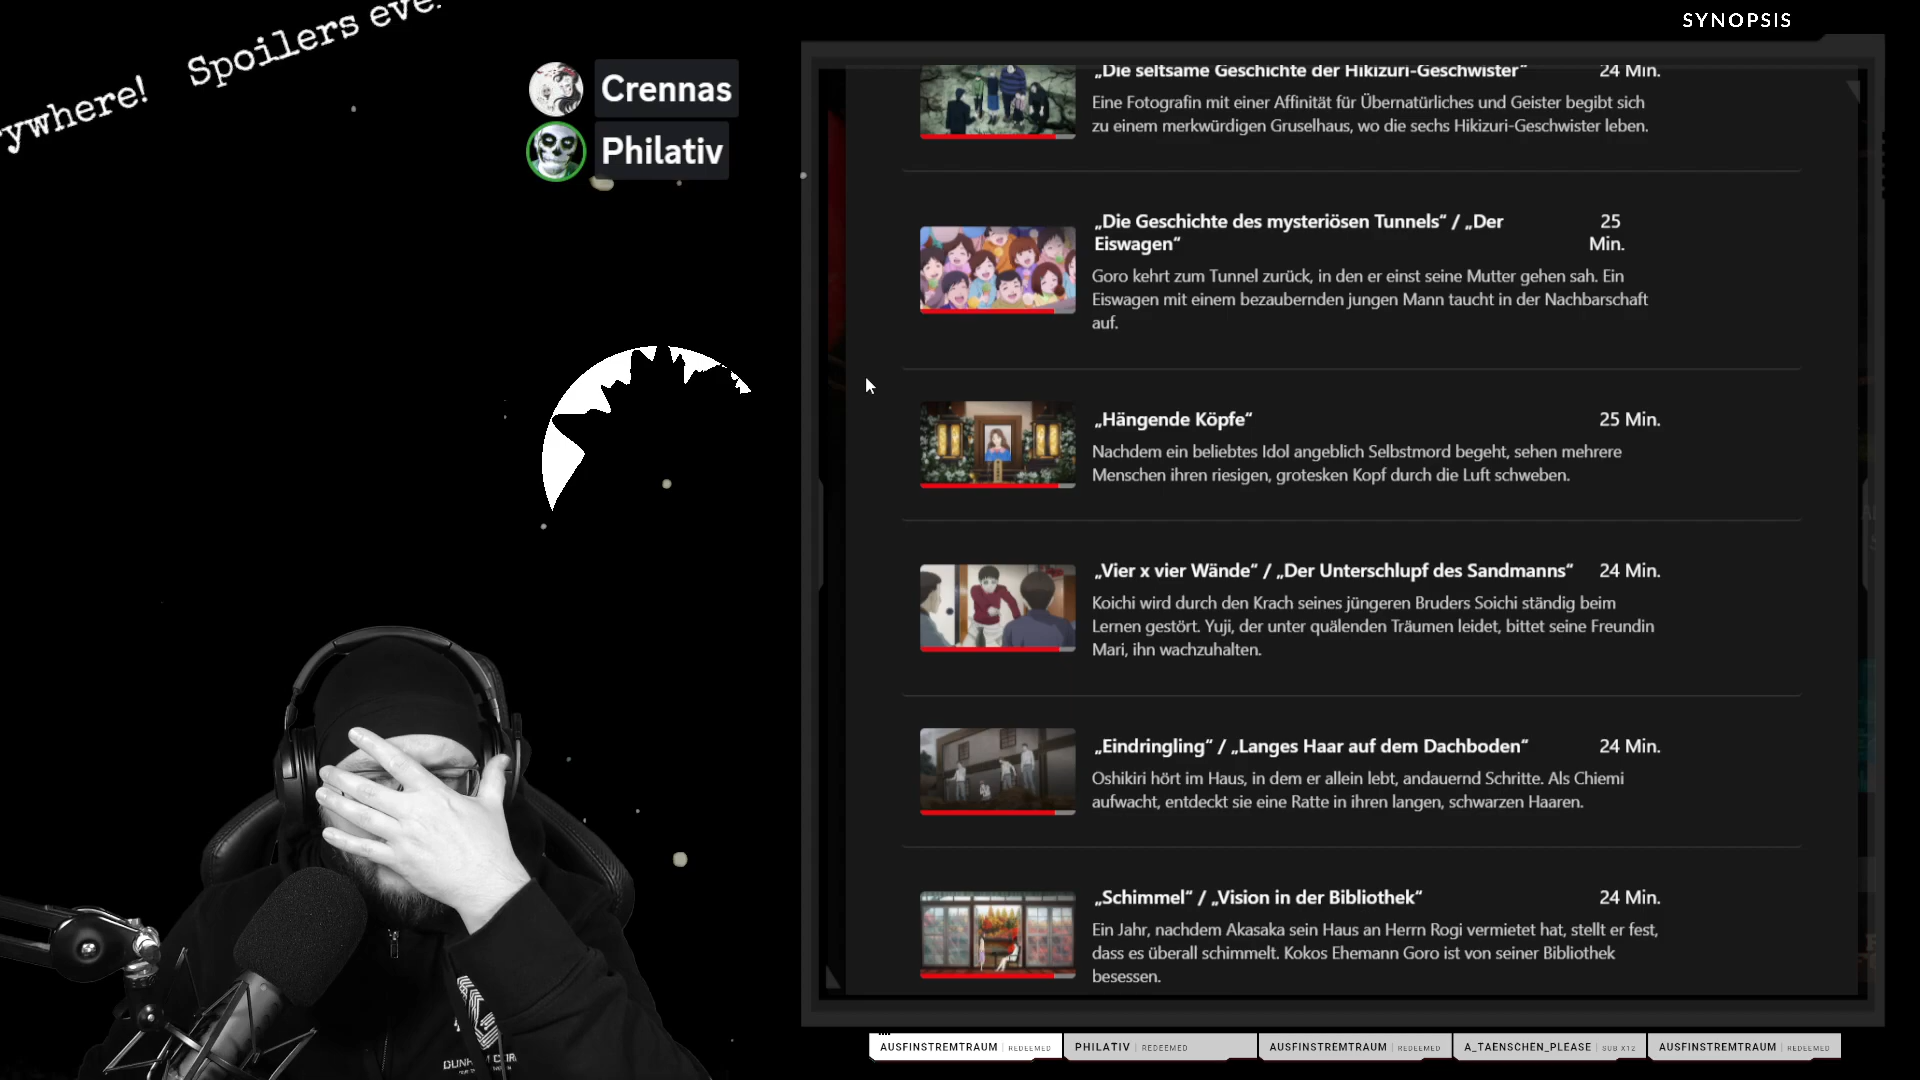 SYNOPSIS
Spoilers
ywhere!
Crennas
Philativ
„Die seltsame Geschichte der Hikizuri-Geschwister“ 24 Min.
Eine Fotografin mit einer Affinität für Übernatürliches und Geister begibt sich
zu einem merkwürdigen Gruselhaus, wo die sechs Hikizuri-Geschwister leben.
„Die Geschichte des mysteriösen Tunnels“ / „Der 25
Eiswagen“ Min.
Goro kehrt zum Tunnel zurück, in den er einst seine Mutter gehen sah. Ein
Eiswagen mit einem bezaubernden jungen Mann taucht in der Nachbarschaft
auf.
„Hängende Köpfe“ 25 Min.
Nachdem ein beliebtes Idol angeblich Selbstmord begeht, sehen mehrere
Menschen ihren riesigen, grotesken Kopf durch die Luft schweben.
„Vier x vier Wände“ / „Der Unterschlupf des Sandmanns“ 24 Min.
Koichi wird durch den Krach seines jüngeren Bruders Soichi ständig beim
Lernen gestört. Yuji, der unter quälenden Träumen leidet, bittet seine Freundin
Mari, ihn wachzuhalten.
„Eindringling“ / „Langes Haar auf dem Dachboden“ 24 Min.
Oshikiri hört im Haus, in dem er allein lebt, andauernd Schritte. Als Chiemi
aufwacht, entdeckt sie eine Ratte in ihren langen, schwarzen Haaren.
„Schimmel“ / „Vision in der Bibliothek“ 24 Min.
Ein Jahr, nachdem Akasaka sein Haus an Herrn Rogi vermietet hat, stellt er fest,
dass es überall schimmelt. Kokos Ehemann Goro ist von seiner Bibliothek
besessen.
AUSFINSTREMTRAUM | REDEEMED PHILATIV | REDEEMED AUSFINSTREMTRAUM | REDEEMED A_TAENSCHEN_PLEASE | SUB X12 AUSFINSTREMTRAUM | REDEEMED